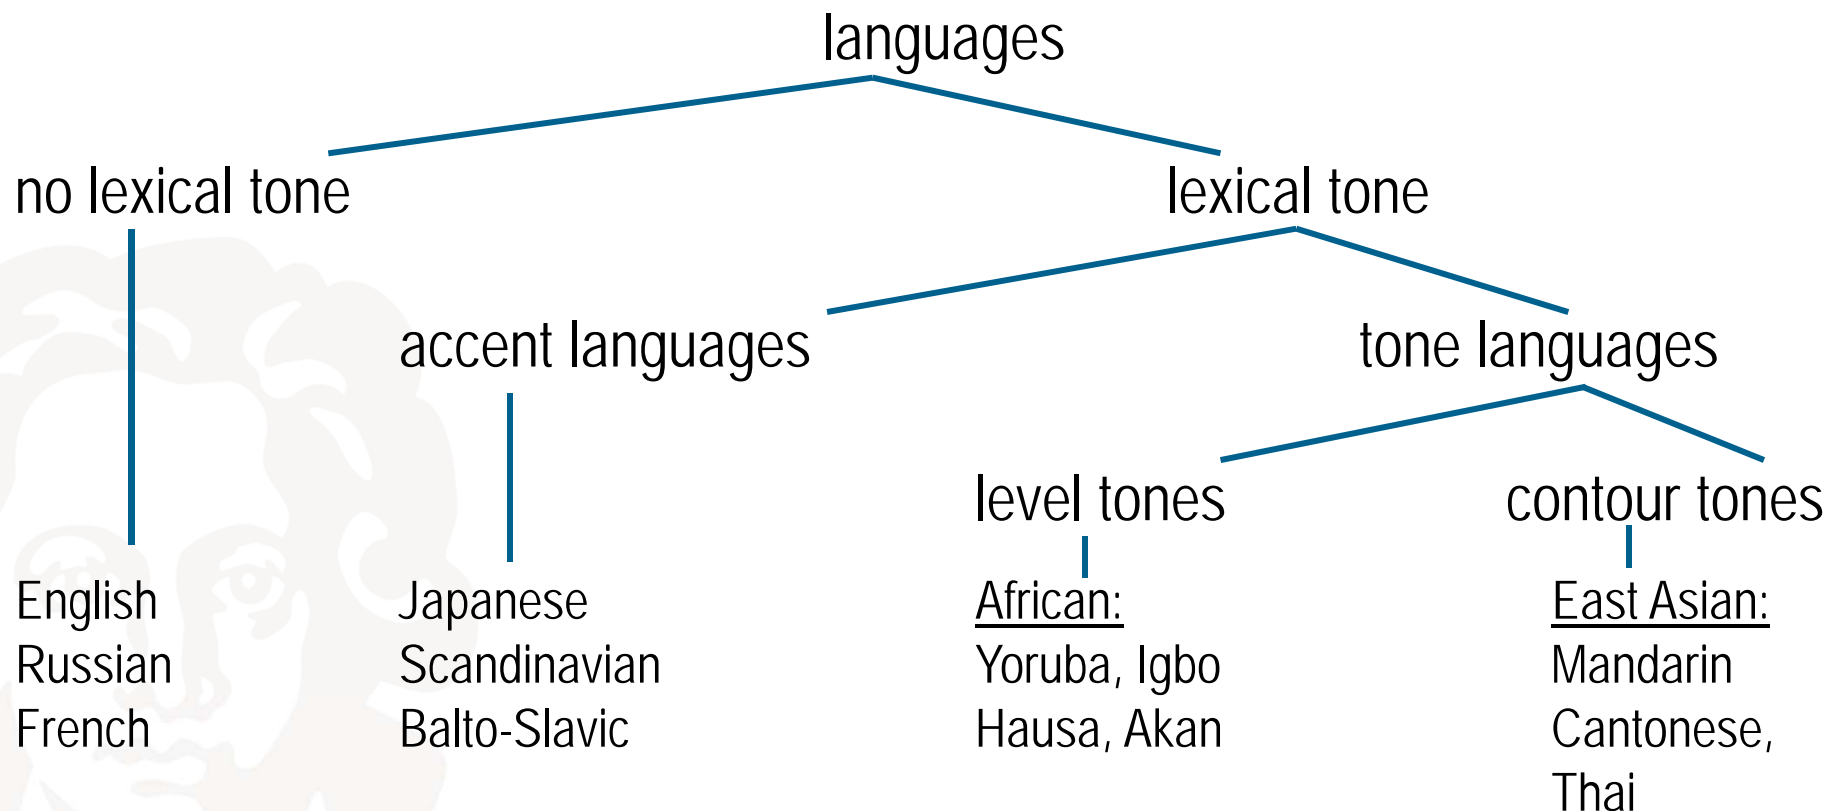 languages
no lexical tone
lexical tone
accent languages
tone languages
level tones
contour tones
English
Russian
French
Japanese
Scandinavian
Balto-Slavic
African:
Yoruba, Igbo
Hausa, Akan
East Asian:
Mandarin
Cantonese,
Thai